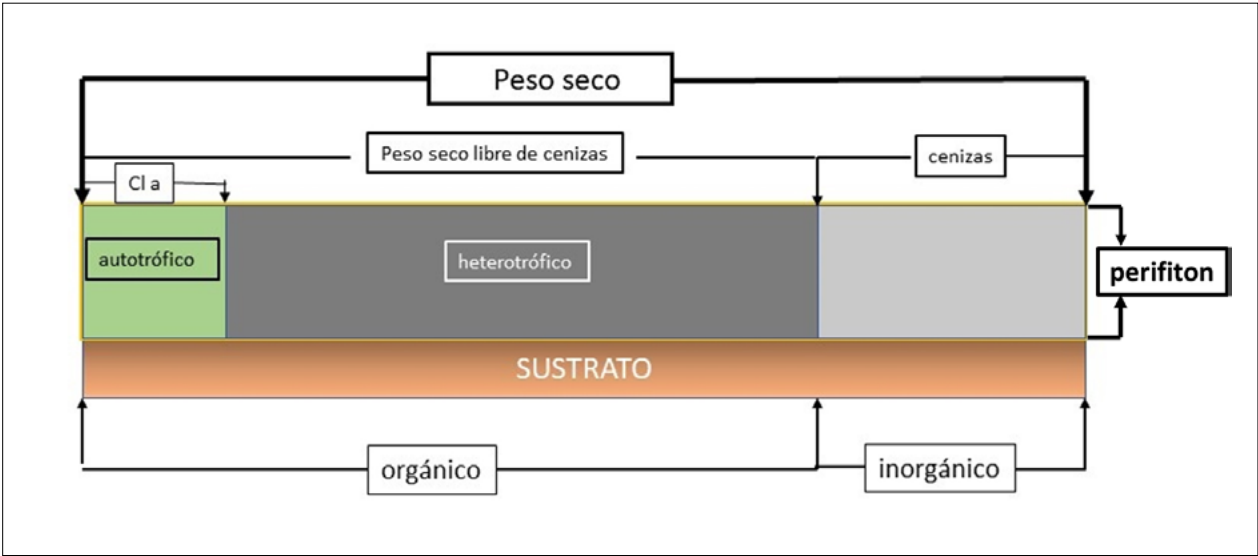 Peso seco
Peso seco libre de cenizas
cenizas
Cl a
autotrófico
heterotrófico
perifiton
SUSTRATO
orgánico
inorgánico